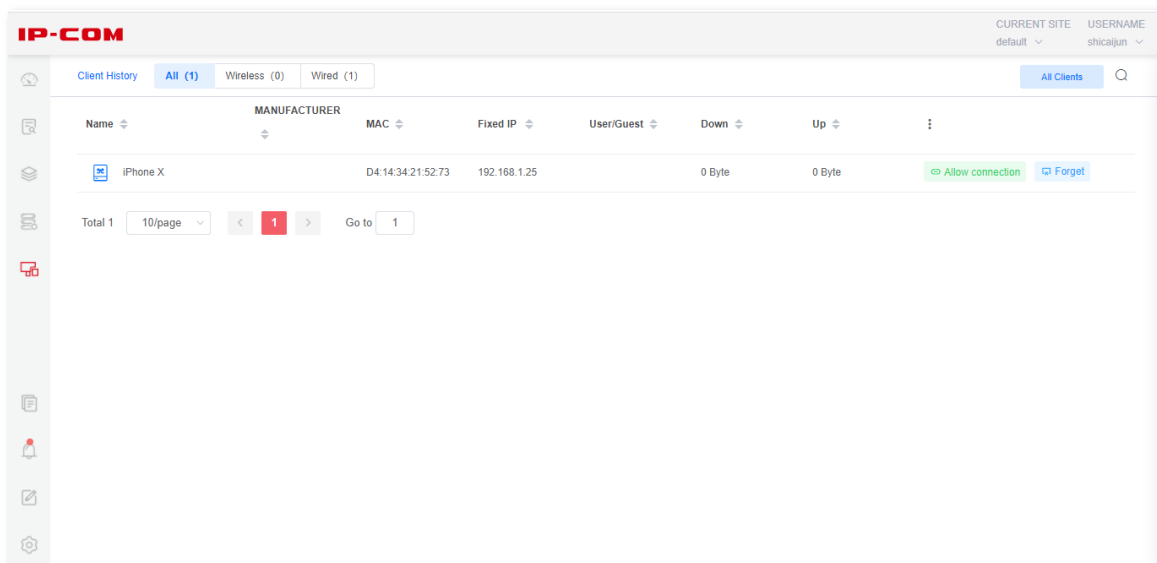 IP-COM
CURRENT SITE USERNAME
default shicaijun
Client History All (1) Wireless (0) Wired (1) All Clients
Name MANUFACTURER MAC Fixed IP User/Guest Down Up
iPhone X D4:14:34:21:52:73 192.168.1.25 0 Byte 0 Byte Allow connection Forget
Total 1 10/page < 1 > Go to 1